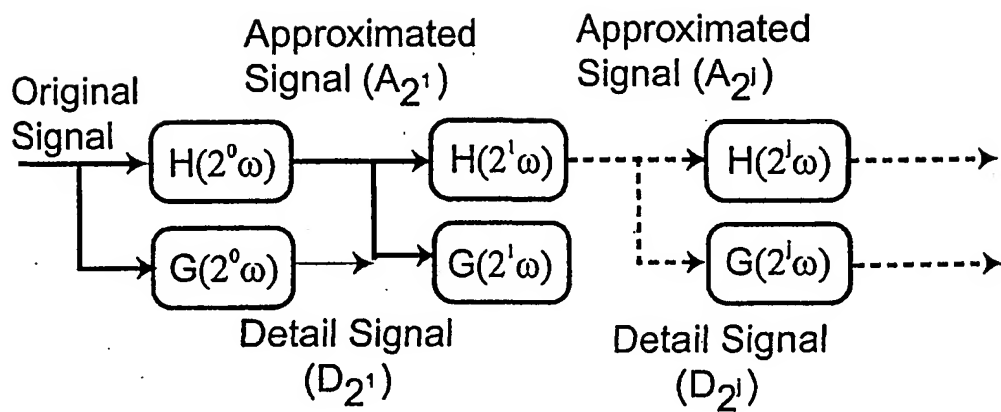 Approximated
Signal (A₂¹)
Approximated
Signal (A₂ʲ)
Original
Signal
H(2⁰ω)
H(2¹ω)
H(2ʲω)
G(2⁰ω)
G(2¹ω)
G(2ʲω)
Detail Signal
(D₂¹)
Detail Signal
(D₂ʲ)